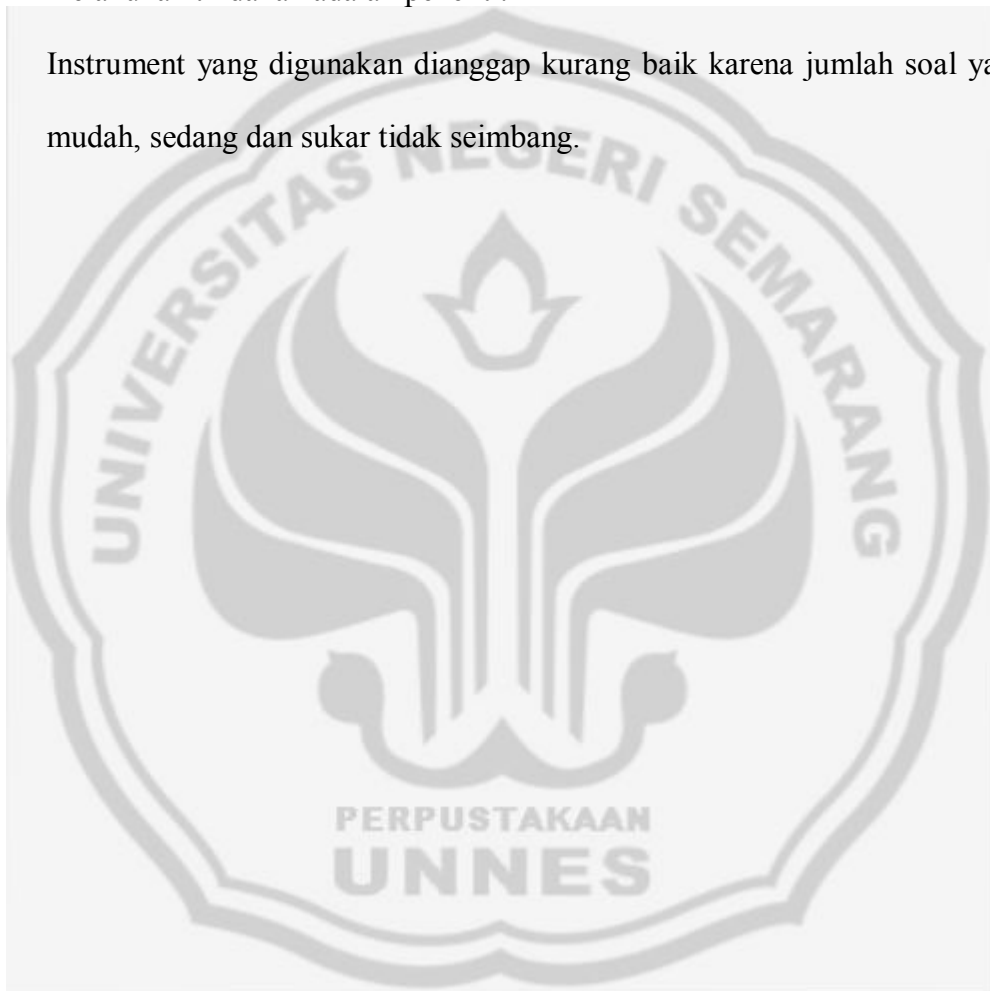 Instrument yang digunakan dianggap kurang baik karena jumlah soal
mudah, sedang dan sukar tidak seimbang.
UNIVERSITAS NEGERI SEMARANG
PERPUSTAKAAN
UNNES